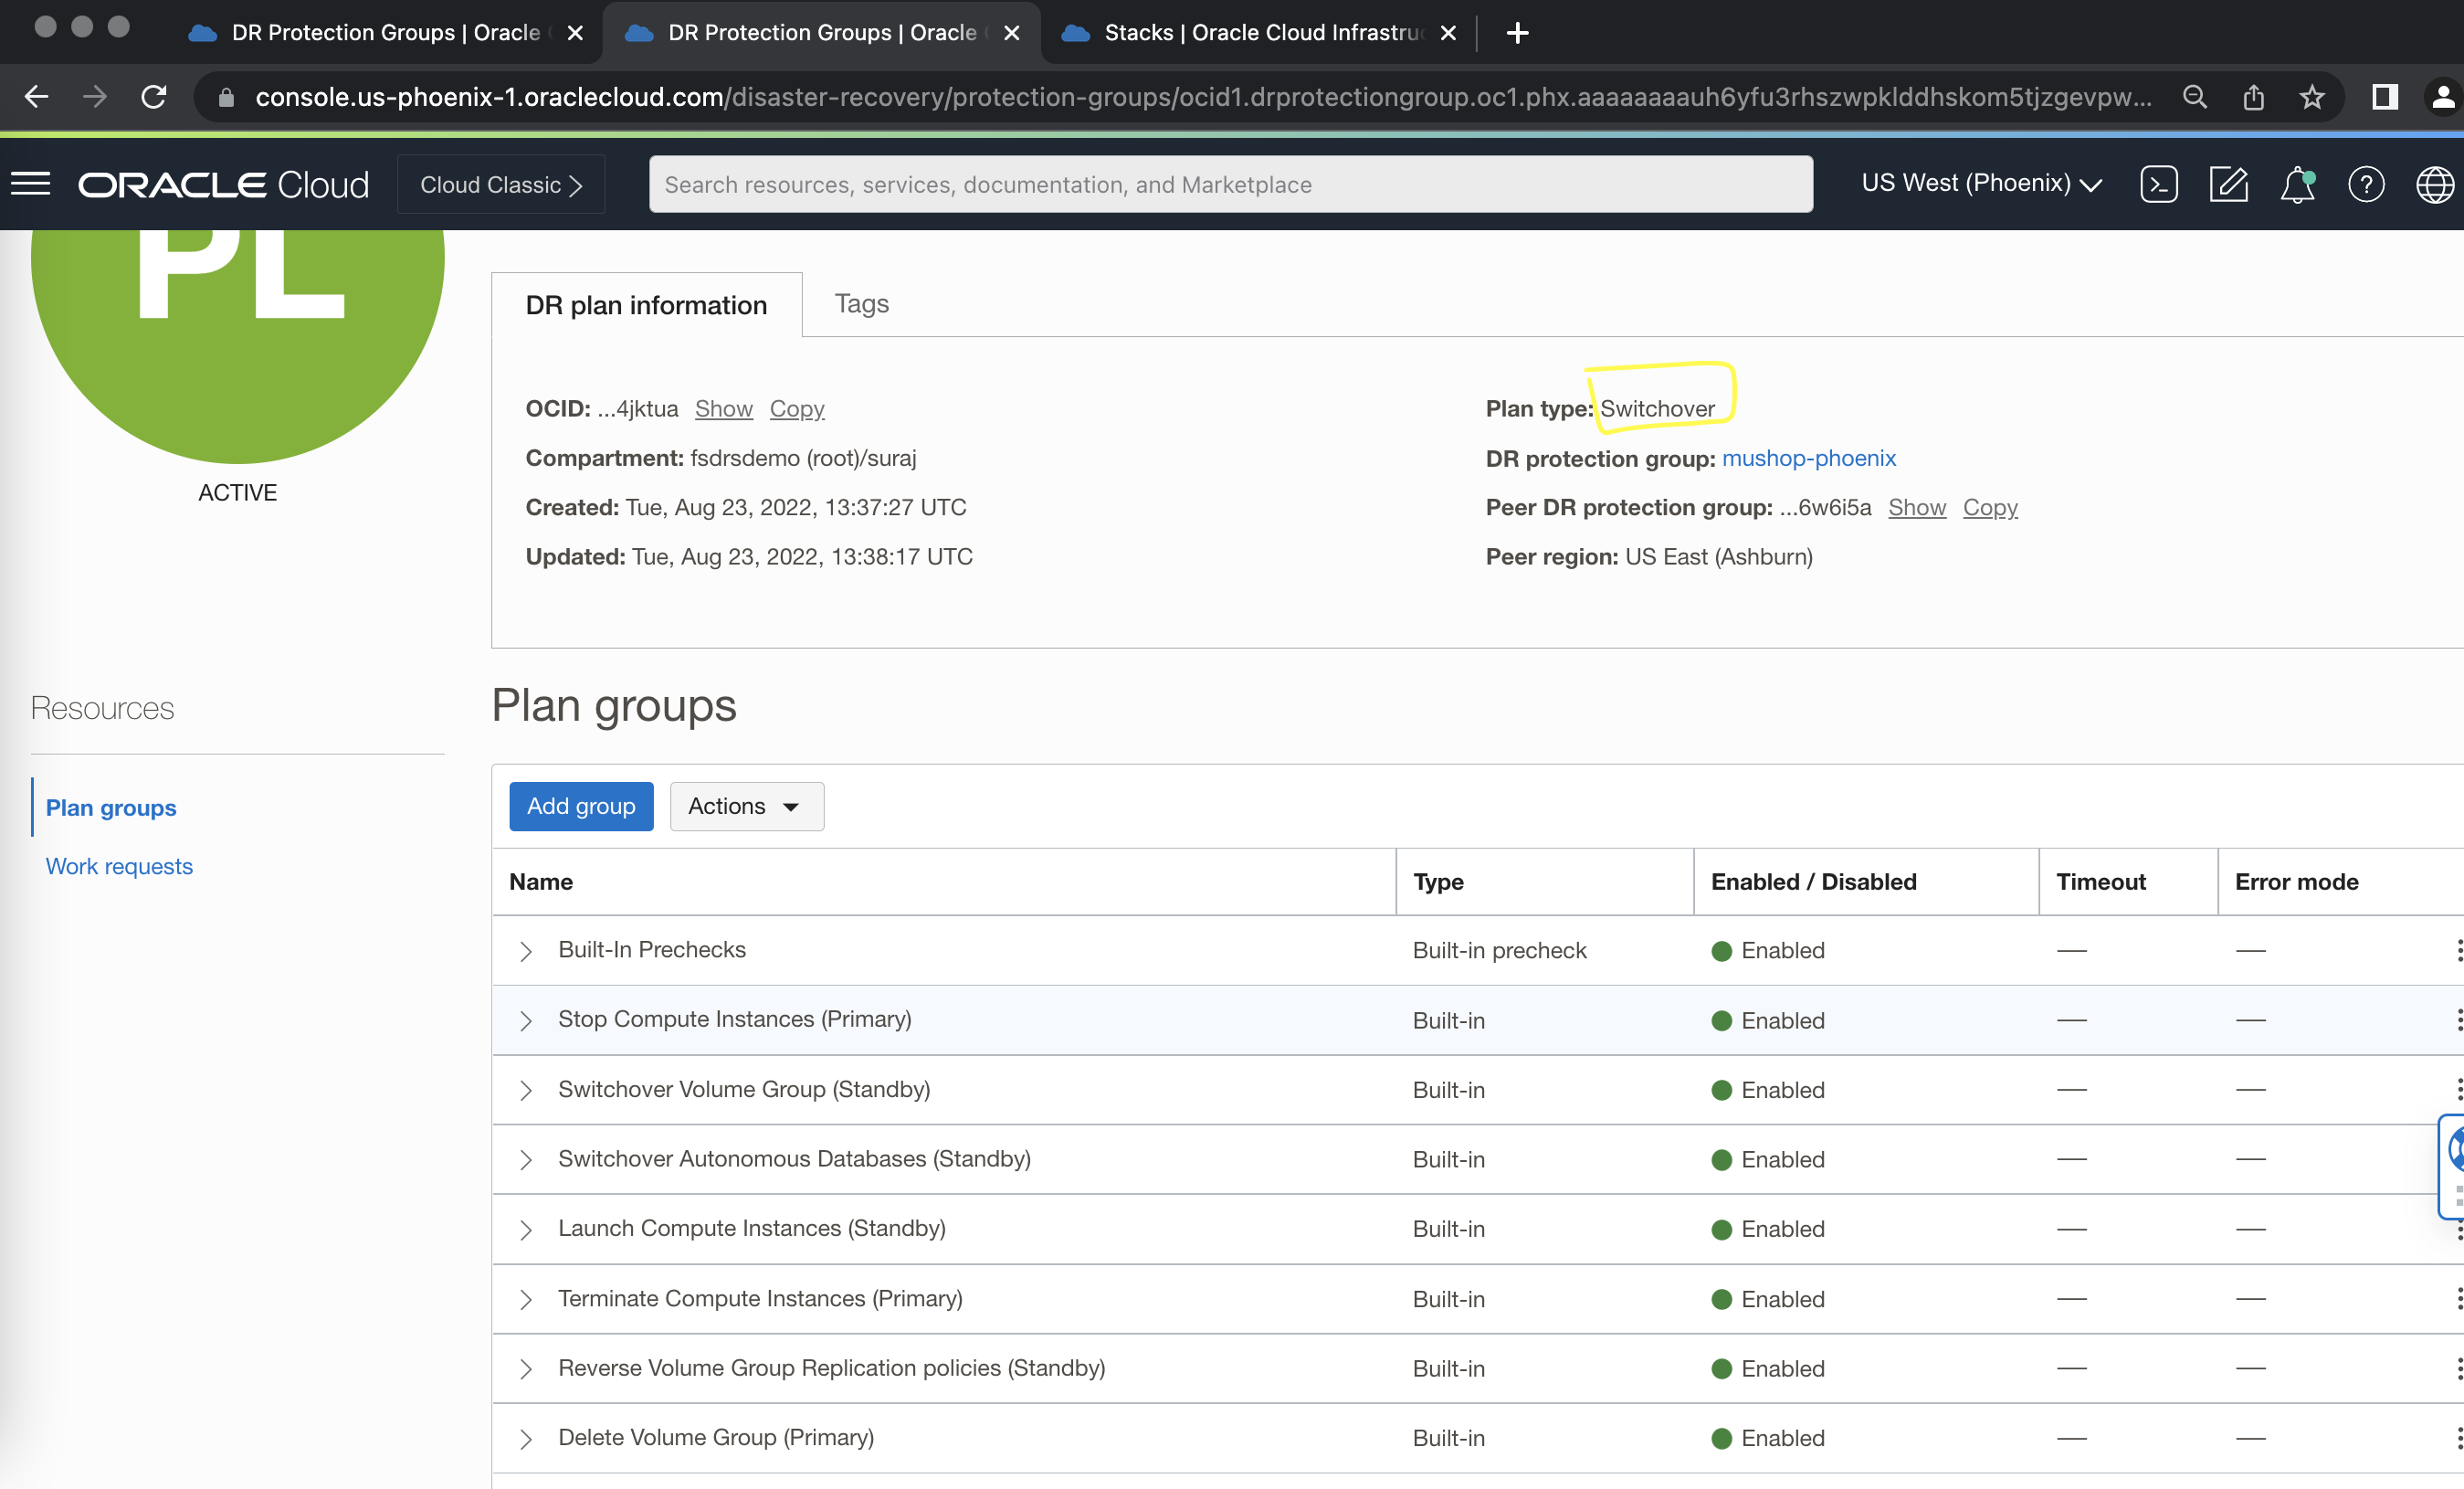 DR Protection Groups | Oracle
DR Protection Groups | Oracle
Stacks | Oracle Cloud Infrastru
console.us-phoenix-1.oraclecloud.com/disaster-recovery/protection-groups/ocid1.drprotectiongroup.oc1.phx.aaaaaaaauh6yfu3rhszwpklddhskom5tjzgevpw...
ORACLE Cloud
Cloud Classic
Search resources, services, documentation, and Marketplace
US West (Phoenix)
PL
ACTIVE
DR plan information
Tags
OCID: ...4jktua Show Copy
Compartment: fsdrsdemo (root)/suraj
Created: Tue, Aug 23, 2022, 13:37:27 UTC
Updated: Tue, Aug 23, 2022, 13:38:17 UTC
Plan type: Switchover
DR protection group: mushop-phoenix
Peer DR protection group: ...6w6i5a Show Copy
Peer region: US East (Ashburn)
Resources
Plan groups
Work requests
Plan groups
Add group Actions
Name Type Enabled / Disabled Timeout Error mode
Built-In Prechecks Built-in precheck Enabled — —
Stop Compute Instances (Primary) Built-in Enabled — —
Switchover Volume Group (Standby) Built-in Enabled — —
Switchover Autonomous Databases (Standby) Built-in Enabled — —
Launch Compute Instances (Standby) Built-in Enabled — —
Terminate Compute Instances (Primary) Built-in Enabled — —
Reverse Volume Group Replication policies (Standby) Built-in Enabled — —
Delete Volume Group (Primary) Built-in Enabled — —